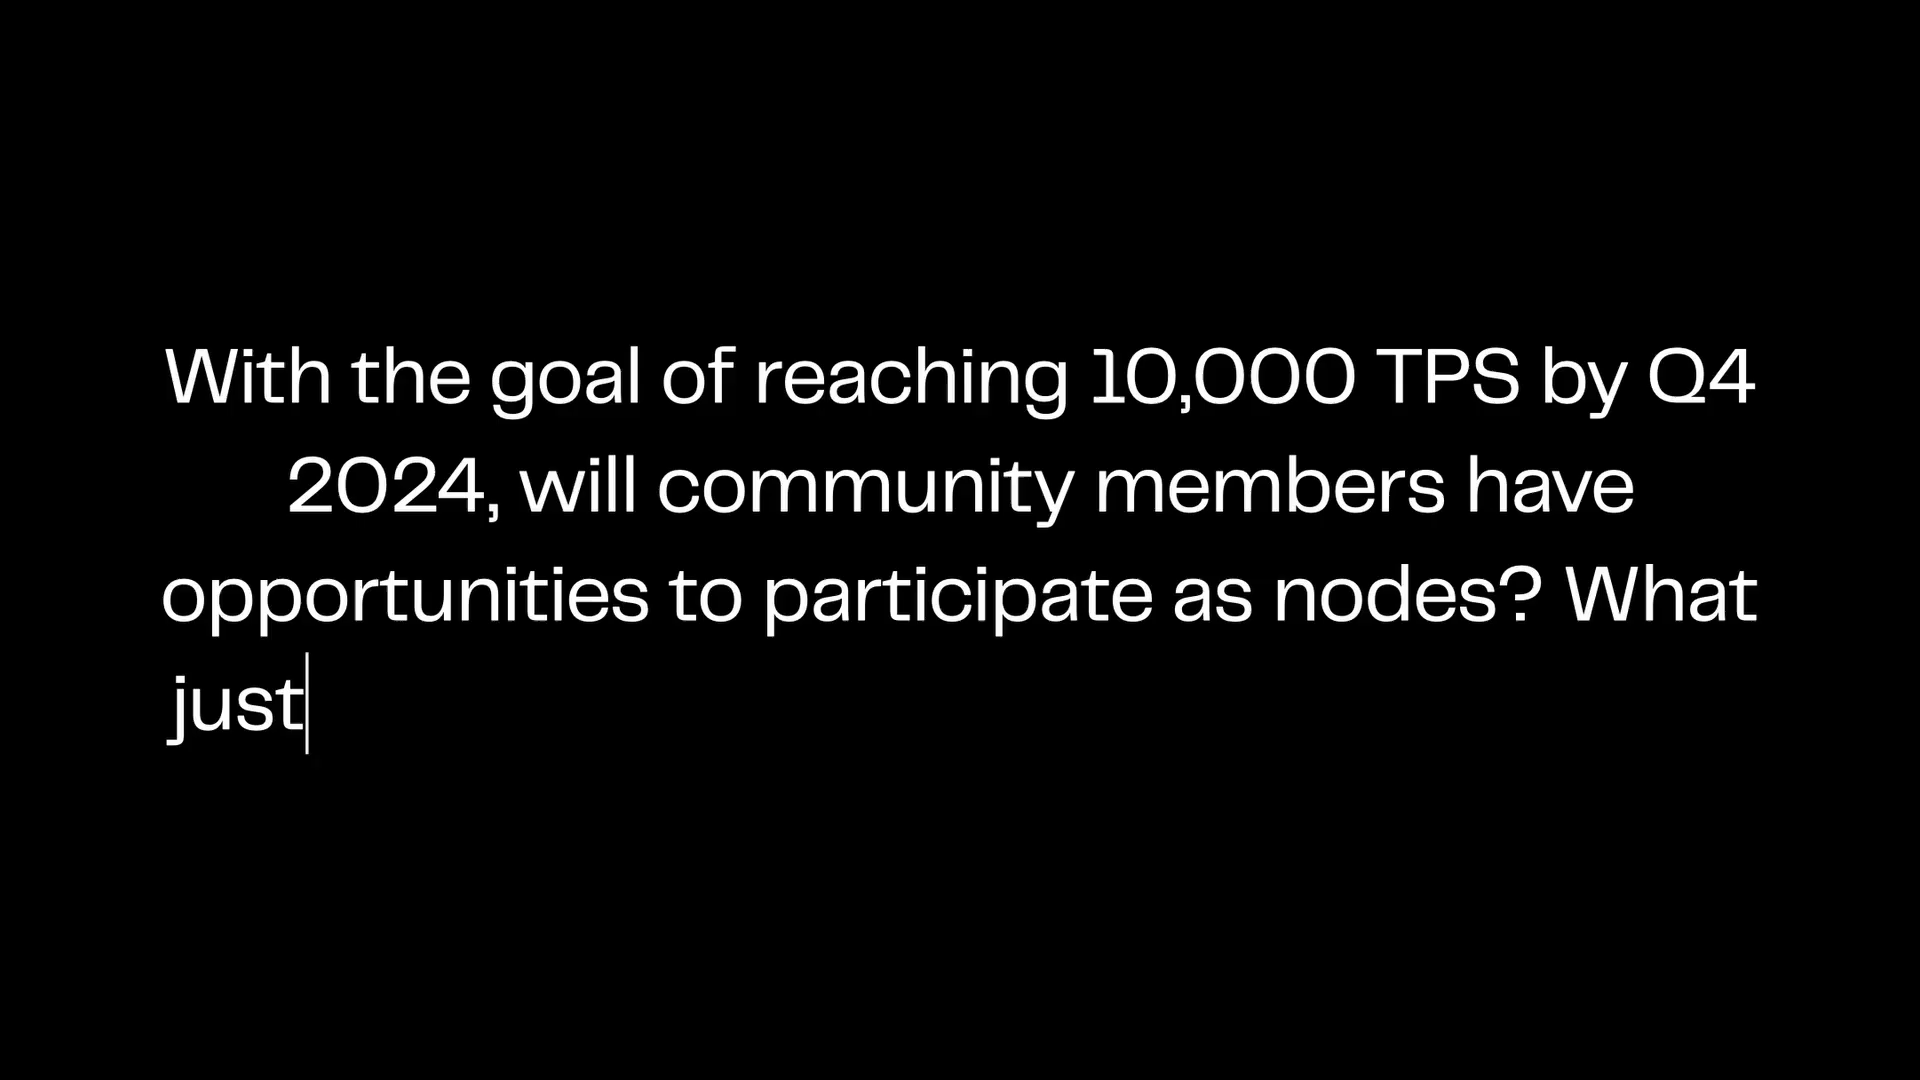 With the goal of reaching 10,000 TPS by Q4
2024, will community members have
opportunities to participate as nodes? What
just